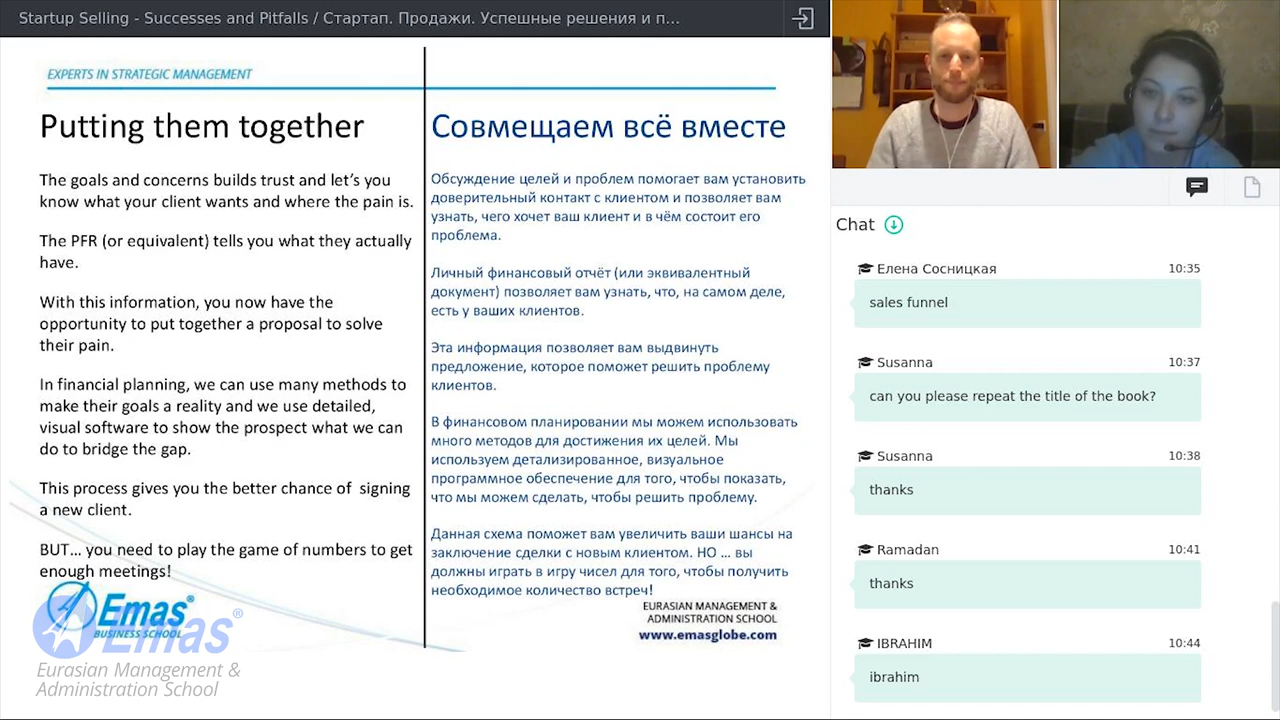 Startup Selling - Successes and Pitfalls / Стартап. Продажи. Успешные решения и п...
EXPERTS IN STRATEGIC MANAGEMENT
Putting them together
The goals and concerns builds trust and let's you
know what your client wants and where the pain is.
The PFR (or equivalent) tells you what they actually
have.
With this information, you now have the
opportunity to put together a proposal to solve
their pain.
In financial planning, we can use many methods to
make their goals a reality and we use detailed,
visual software to show the prospect what we can
do to bridge the gap.
This process gives you the better chance of  signing
a new client.
BUT... you need to play the game of numbers to get
enough meetings!
Совмещаем всё вместе
Обсуждение целей и проблем помогает вам установить
доверительный контакт с клиентом и позволяет вам
узнать, чего хочет ваш клиент и в чём состоит его
проблема.
Личный финансовый отчёт (или эквивалентный
документ) позволяет вам узнать, что, на самом деле,
есть у ваших клиентов.
Эта информация позволяет вам выдвинуть
предложение, которое поможет решить проблему
клиентов.
В финансовом планировании мы можем использовать
много методов для достижения их целей. Мы
используем детализированное, визуальное
программное обеспечение для того, чтобы показать,
что мы можем сделать, чтобы решить проблему.
Данная схема поможет вам увеличить ваши шансы на
заключение сделки с новым клиентом. НО ... вы
должны играть в игру чисел для того, чтобы получить
необходимое количество встреч!
Emas®
BUSINESS SCHOOL
Emas®
Eurasian Management &
Administration School
EURASIAN MANAGEMENT &
ADMINISTRATION SCHOOL
www.emasglobe.com
Chat
Елена Сосницкая 10:35
sales funnel
Susanna 10:37
can you please repeat the title of the book?
Susanna 10:38
thanks
Ramadan 10:41
thanks
IBRAHIM 10:44
ibrahim